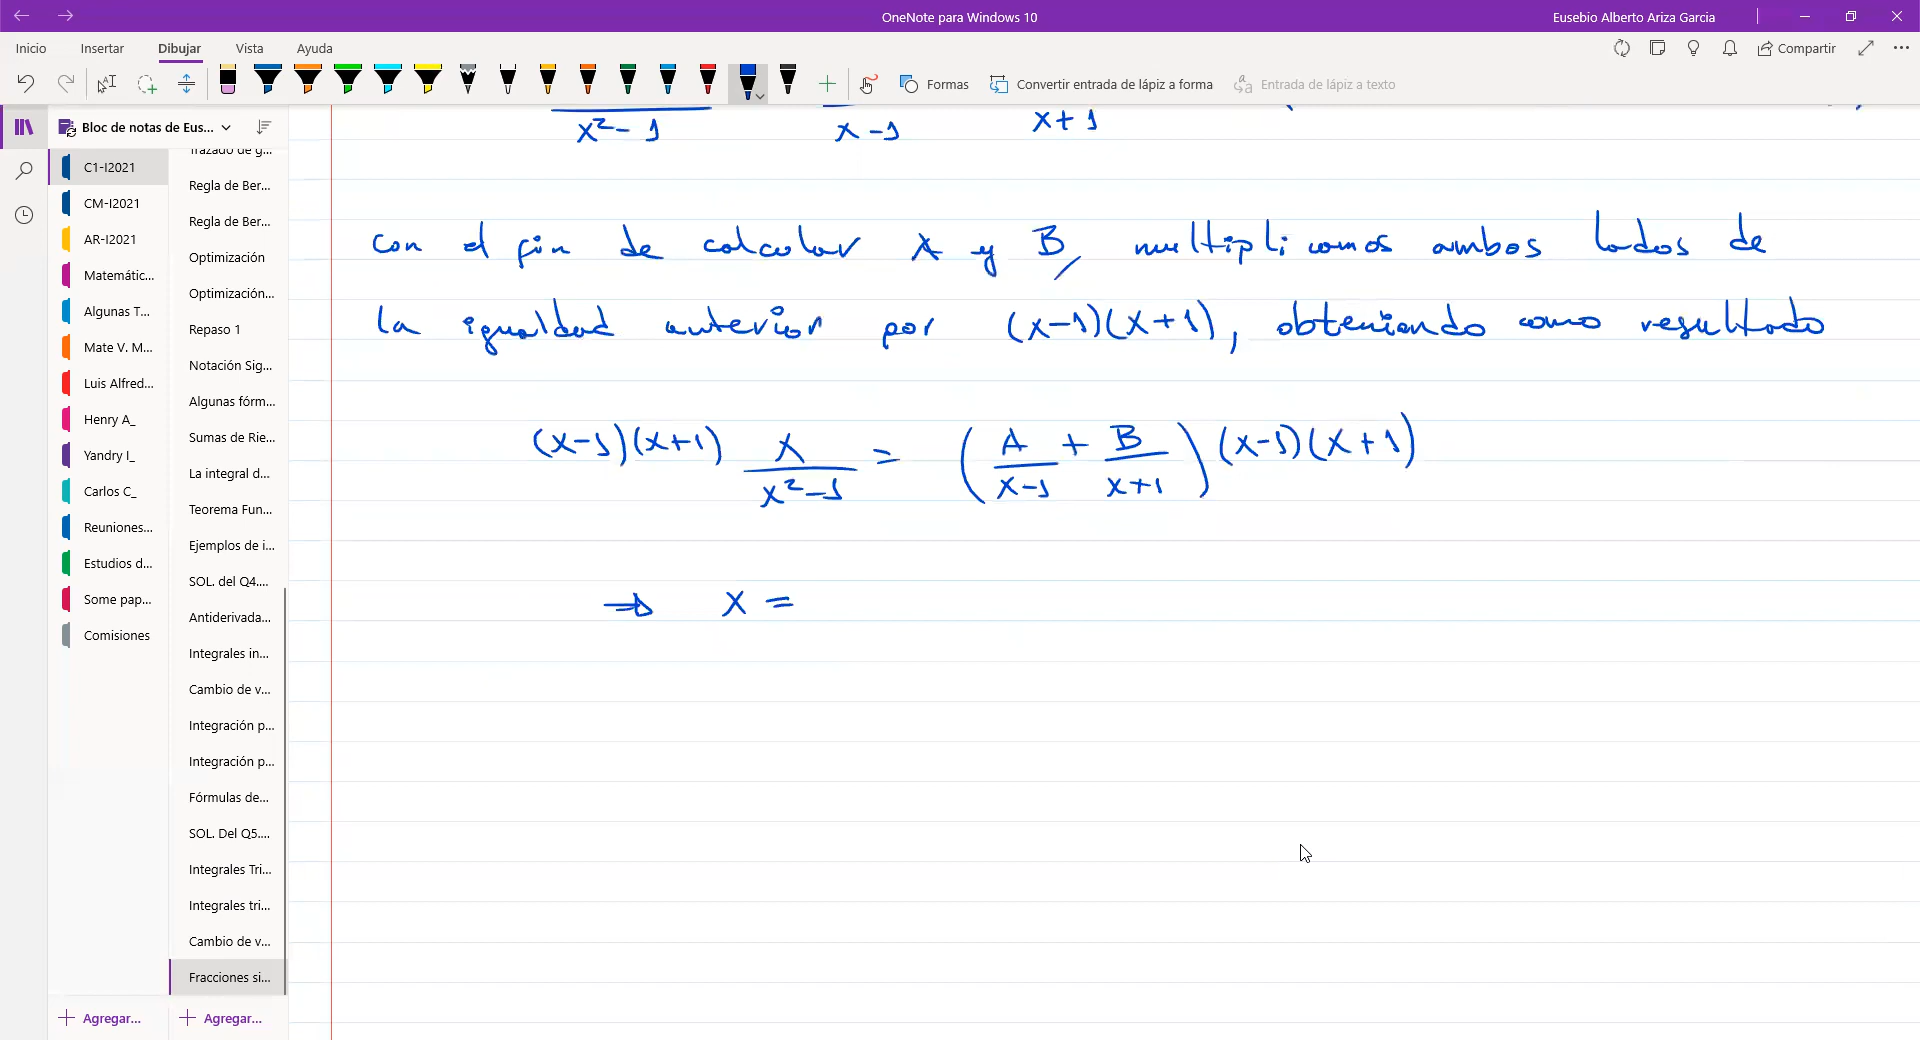 OneNote para Windows 10
Eusebio Alberto Ariza Garcia
Inicio Insertar Dibujar Vista Ayuda
Compartir
Formas
Convertir entrada de lápiz a forma
Entrada de lápiz a texto
Bloc de notas de Eus...
C1-I2021
CM-I2021
AR-I2021
Matemátic...
Algunas T...
Mate V. M...
Luis Alfred...
Henry A_
Yandry I_
Carlos C_
Reuniones...
Estudios d...
Some pap...
Comisiones
Agregar...
Trazado de g...
Regla de Ber...
Regla de Ber...
Optimización
Optimización...
Repaso 1
Notación Sig...
Algunas fórm...
Sumas de Rie...
La integral d...
Teorema Fun...
Ejemplos de i...
SOL. del Q4....
Antiderivada...
Integrales in...
Cambio de v...
Integración p...
Integración p...
Fórmulas de...
SOL. Del Q5....
Integrales Tri...
Integrales tri...
Cambio de v...
Fracciones si...
Agregar...
x²-1 x-1 x+1
con el fin de calcular A y B, multiplicamos ambos lados de
la igualdad anterior por (x-1)(x+1), obteniendo como resultado
(x-1)(x+1) x/(x²-1) = (A/(x-1) + B/(x+1)) (x-1)(x+1)
⇒ x =